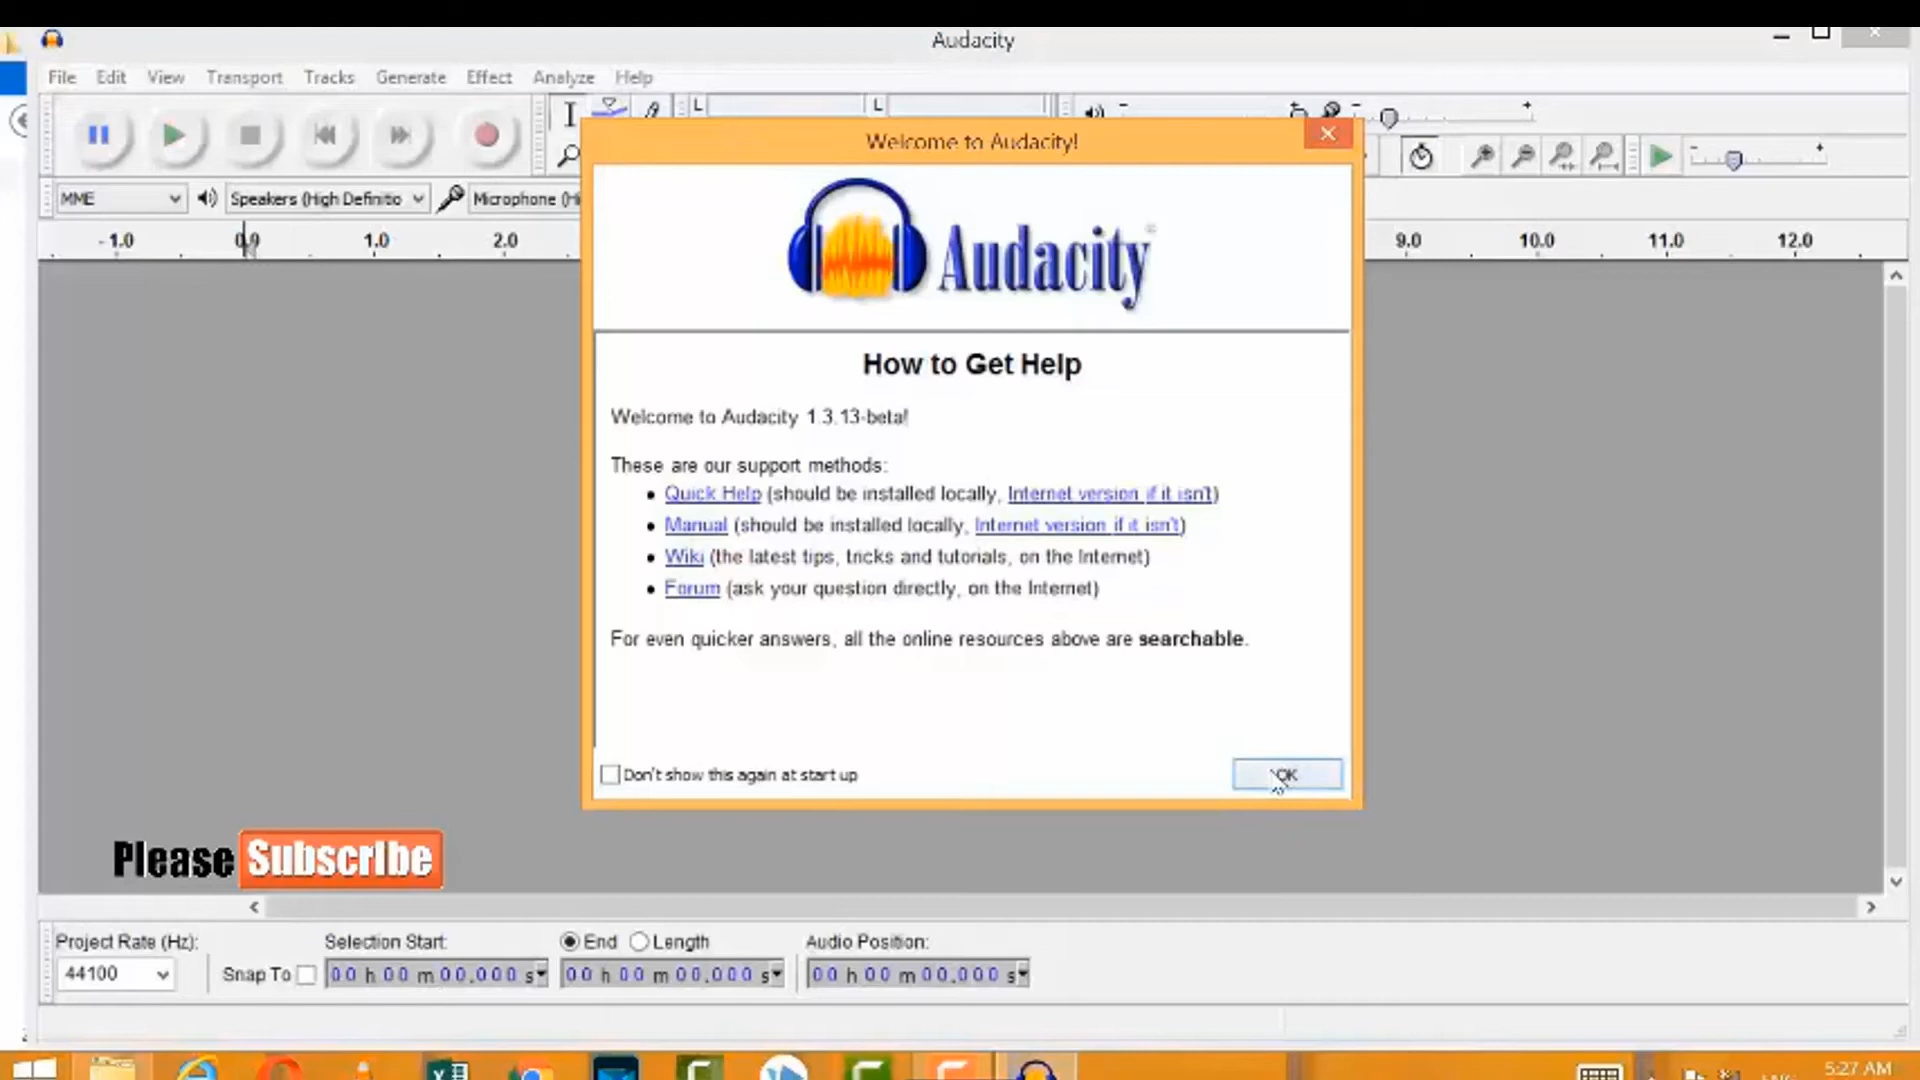 Audacity
File Edit View Transport Tracks Generate Effect Analyze Help
L L
Welcome to Audacity!
MME Speakers (High Definitio Microphone (Hi
- 1.0 0.0 1.0 2.0 9.0 10.0 11.0 12.0
Audacity®
How to Get Help
Welcome to Audacity 1.3.13-beta!
These are our support methods:
Quick Help (should be installed locally, Internet version if it isn't)
Manual (should be installed locally, Internet version if it isn't)
Wiki (the latest tips, tricks and tutorials, on the Internet)
Forum (ask your question directly, on the Internet)
For even quicker answers, all the online resources above are searchable.
Don't show this again at start up
OK
Please Subscribe
Project Rate (Hz): Selection Start: End Length Audio Position:
44100 Snap To 00 h 00 m 00.000 s 00 h 00 m 00.000 s 00 h 00 m 00.000 s
5:27 AM